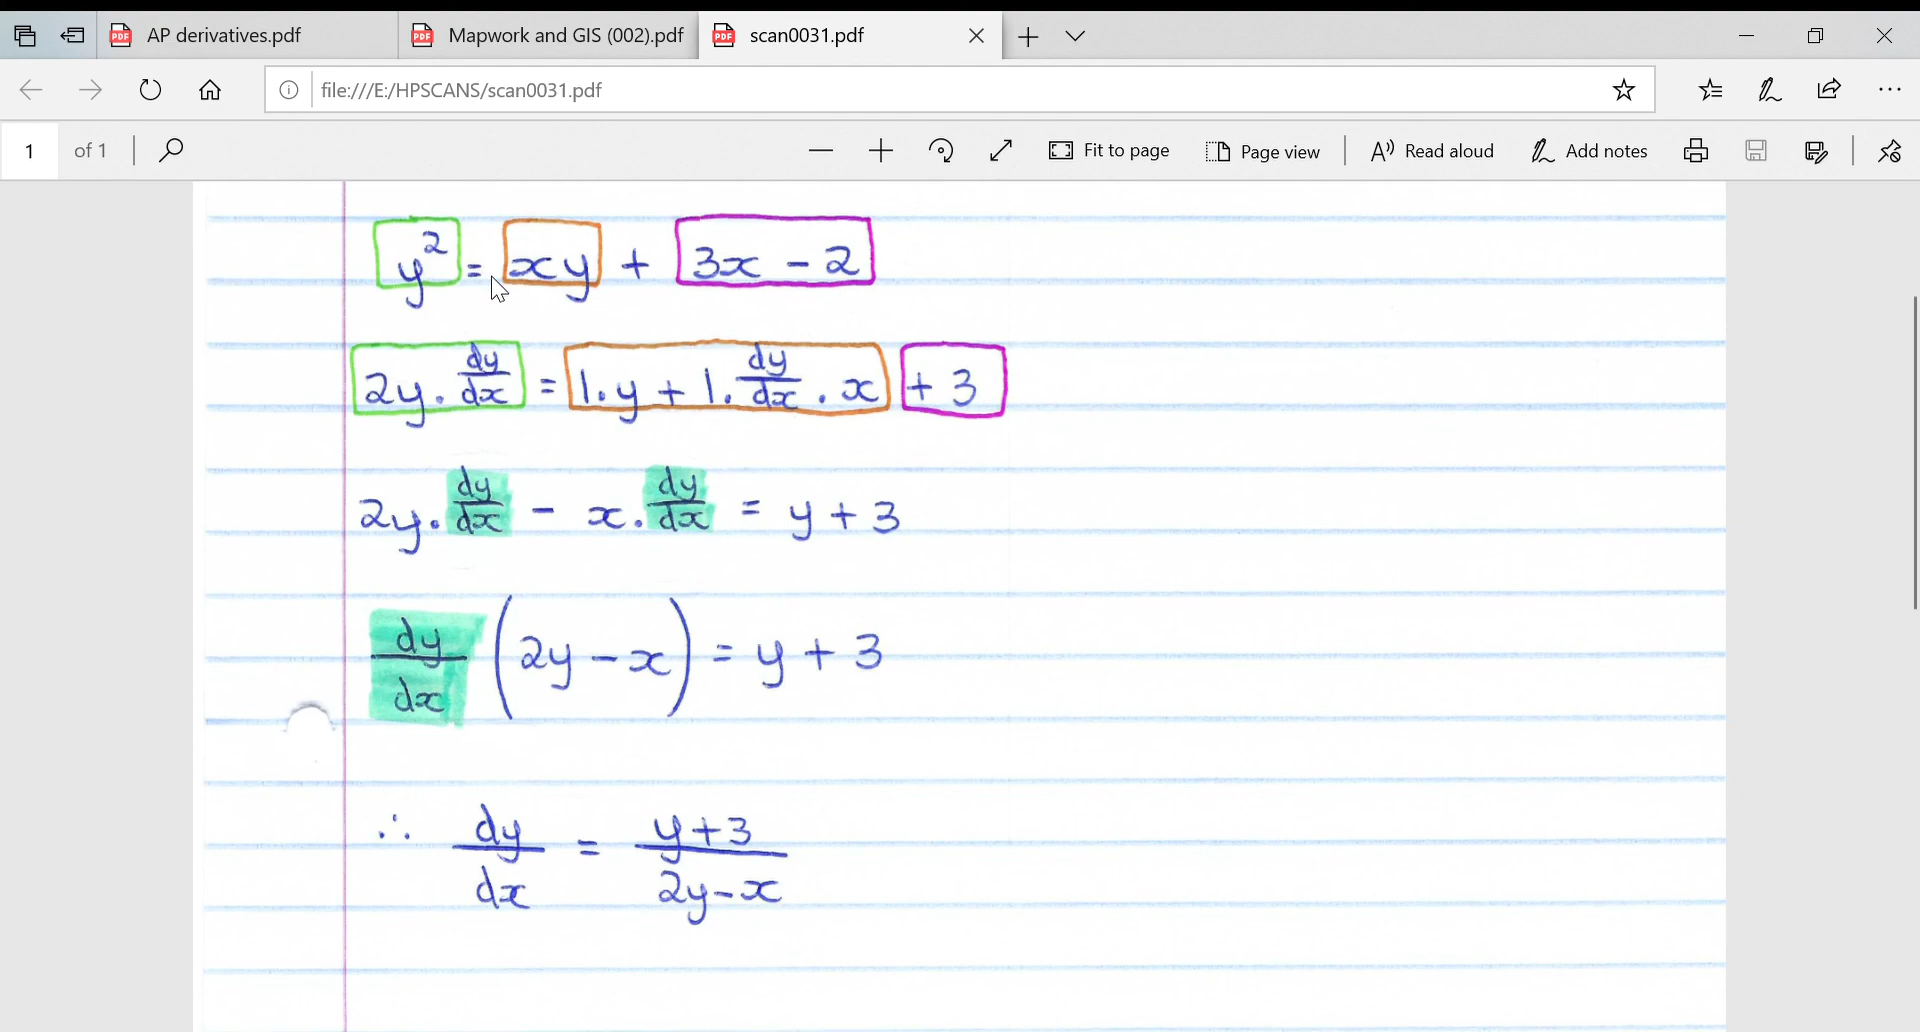 AP derivatives.pdf Mapwork and GIS (002).pdf scan0031.pdf
file:///E:/HPSCANS/scan0031.pdf
1 of 1 Fit to page Page view Read aloud Add notes
y² = xy + 3x - 2
2y · dy/dx = 1·y + 1·dy/dx·x + 3
2y·dy/dx - x·dy/dx = y + 3
dy/dx (2y - x) = y + 3
∴ dy/dx = y+3/2y-x